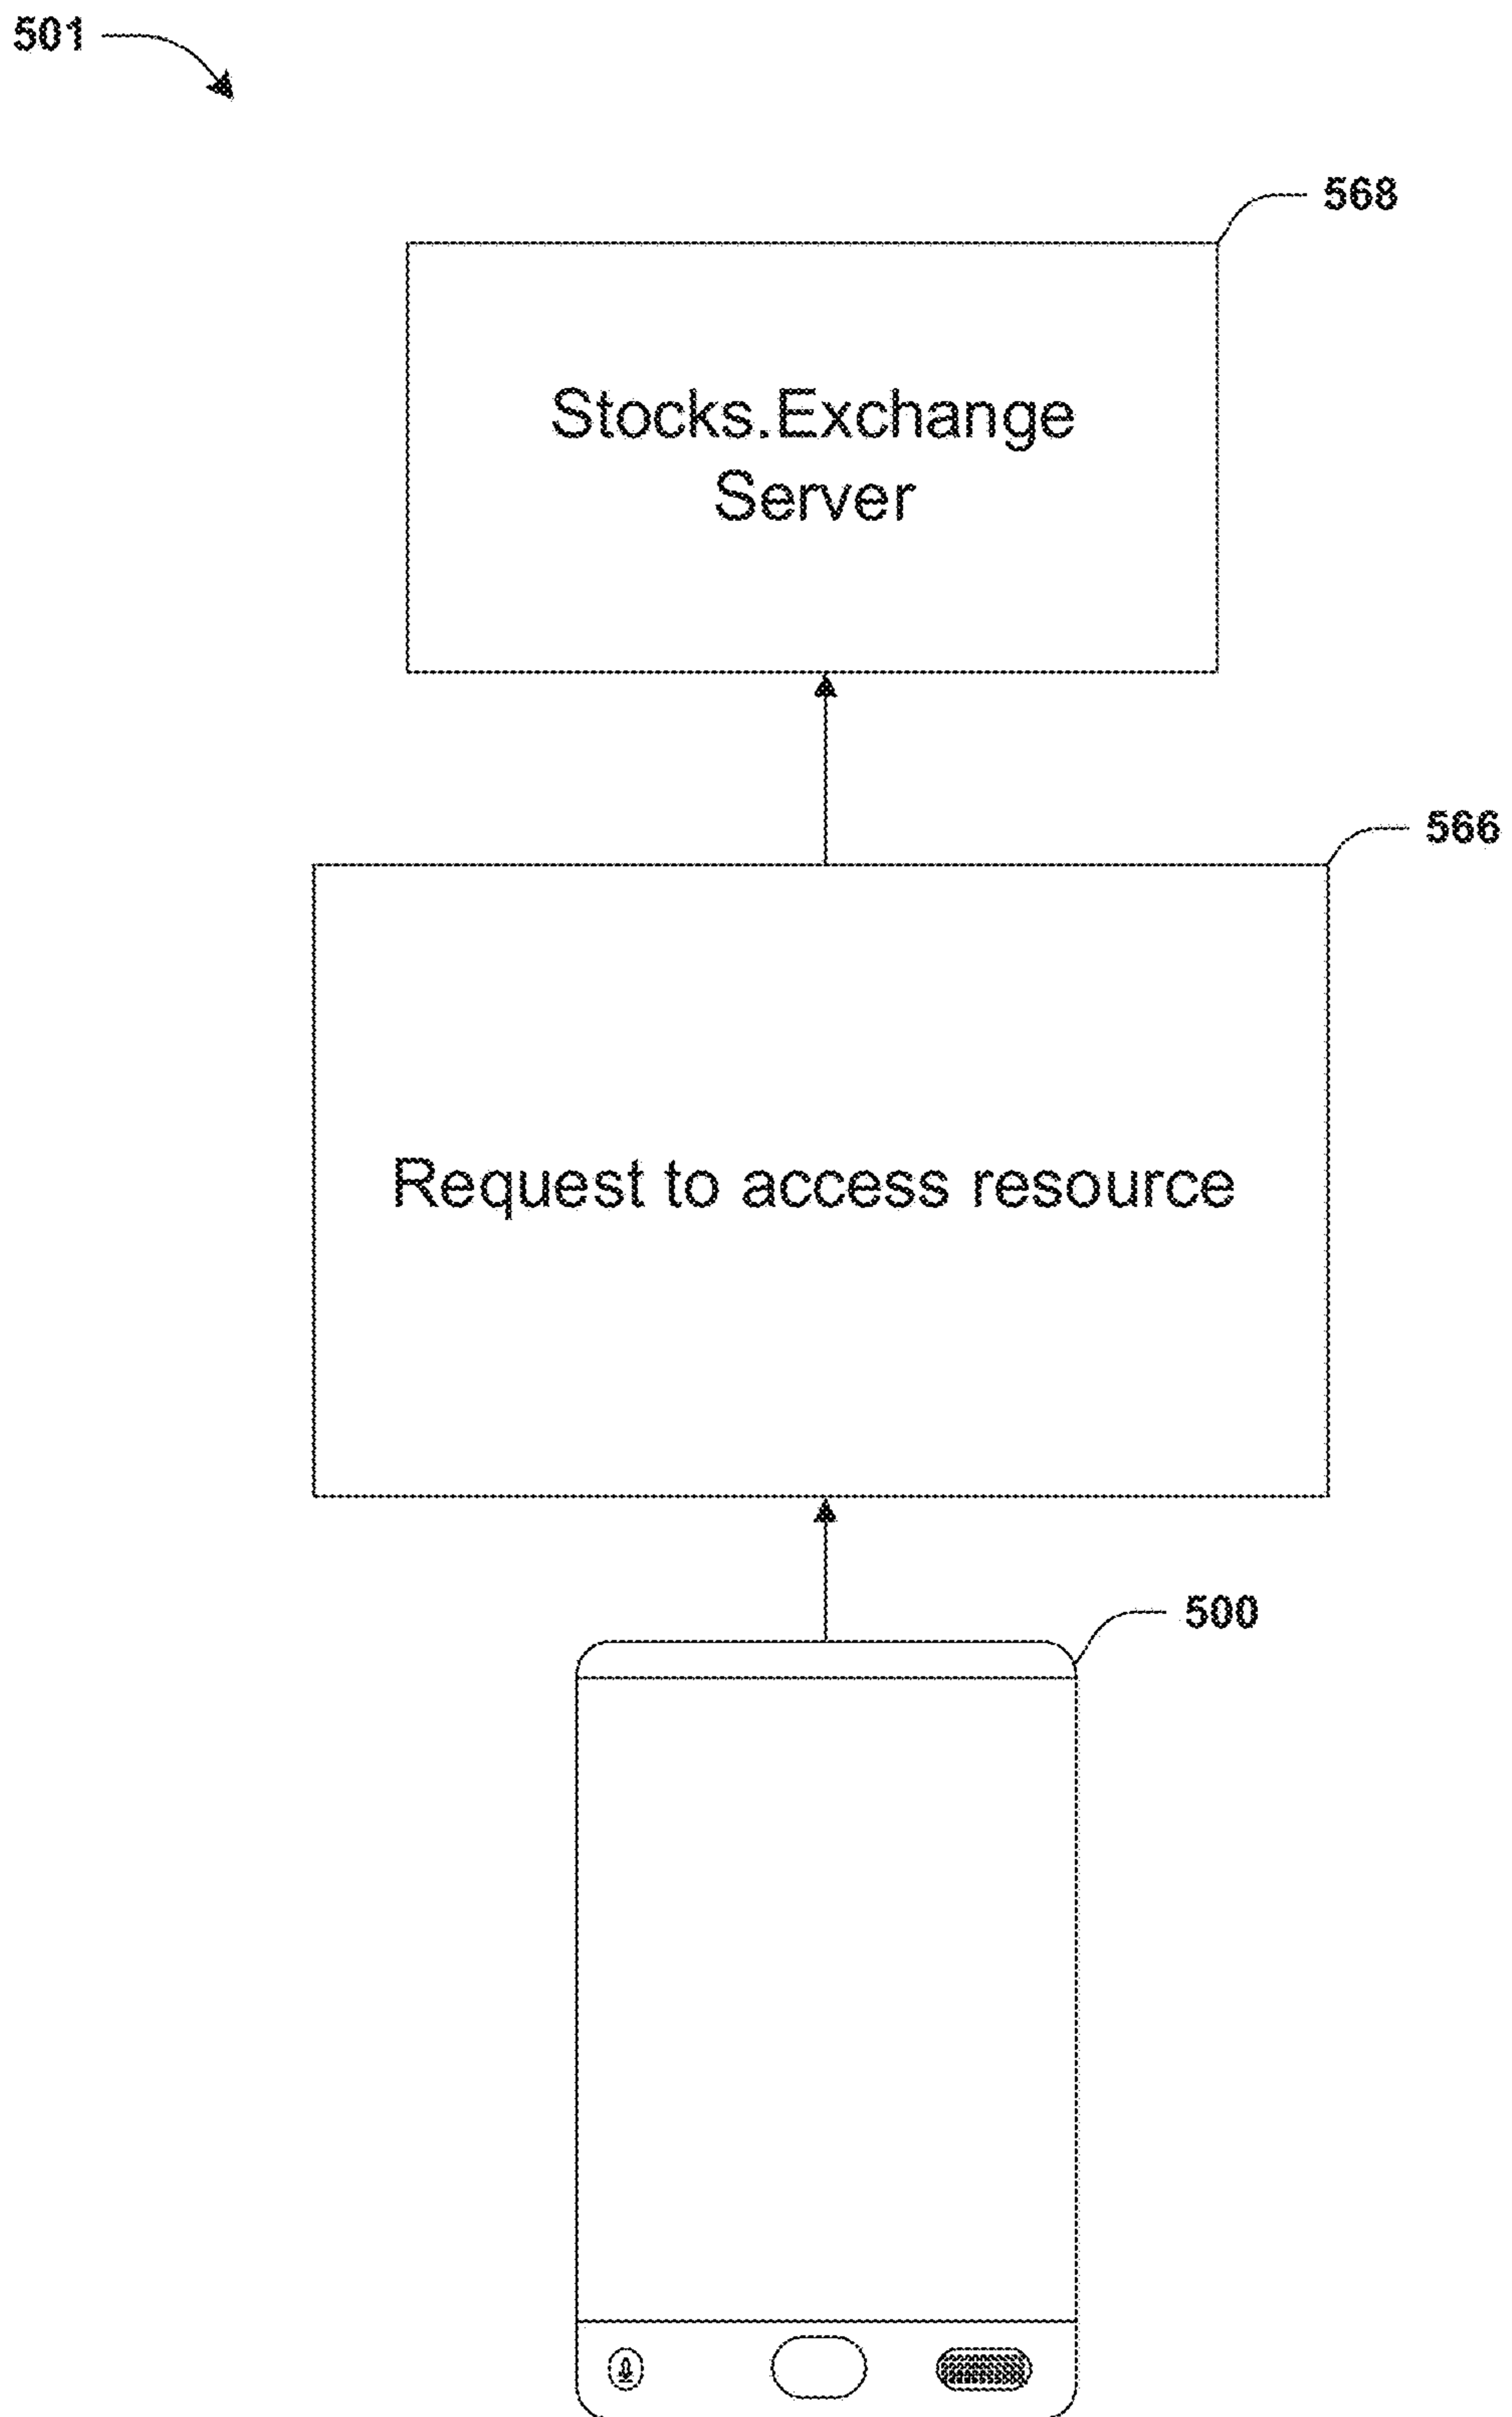 501
568
Stocks.Exchange
Server
566
Request to access resource
500